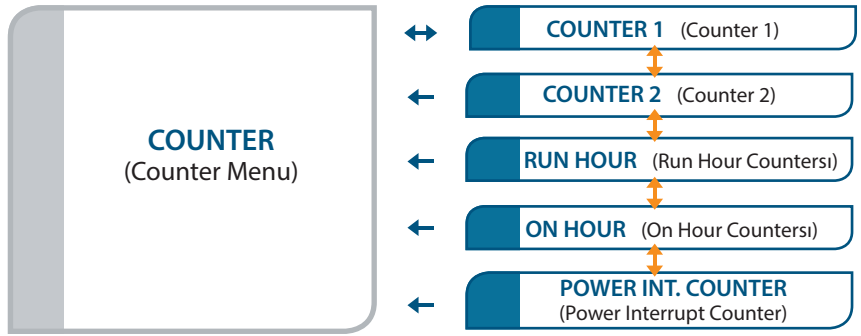 COUNTER
(Counter Menu)
COUNTER 1 (Counter 1)
COUNTER 2 (Counter 2)
RUN HOUR (Run Hour Countersı)
ON HOUR (On Hour Countersı)
POWER INT. COUNTER
(Power Interrupt Counter)